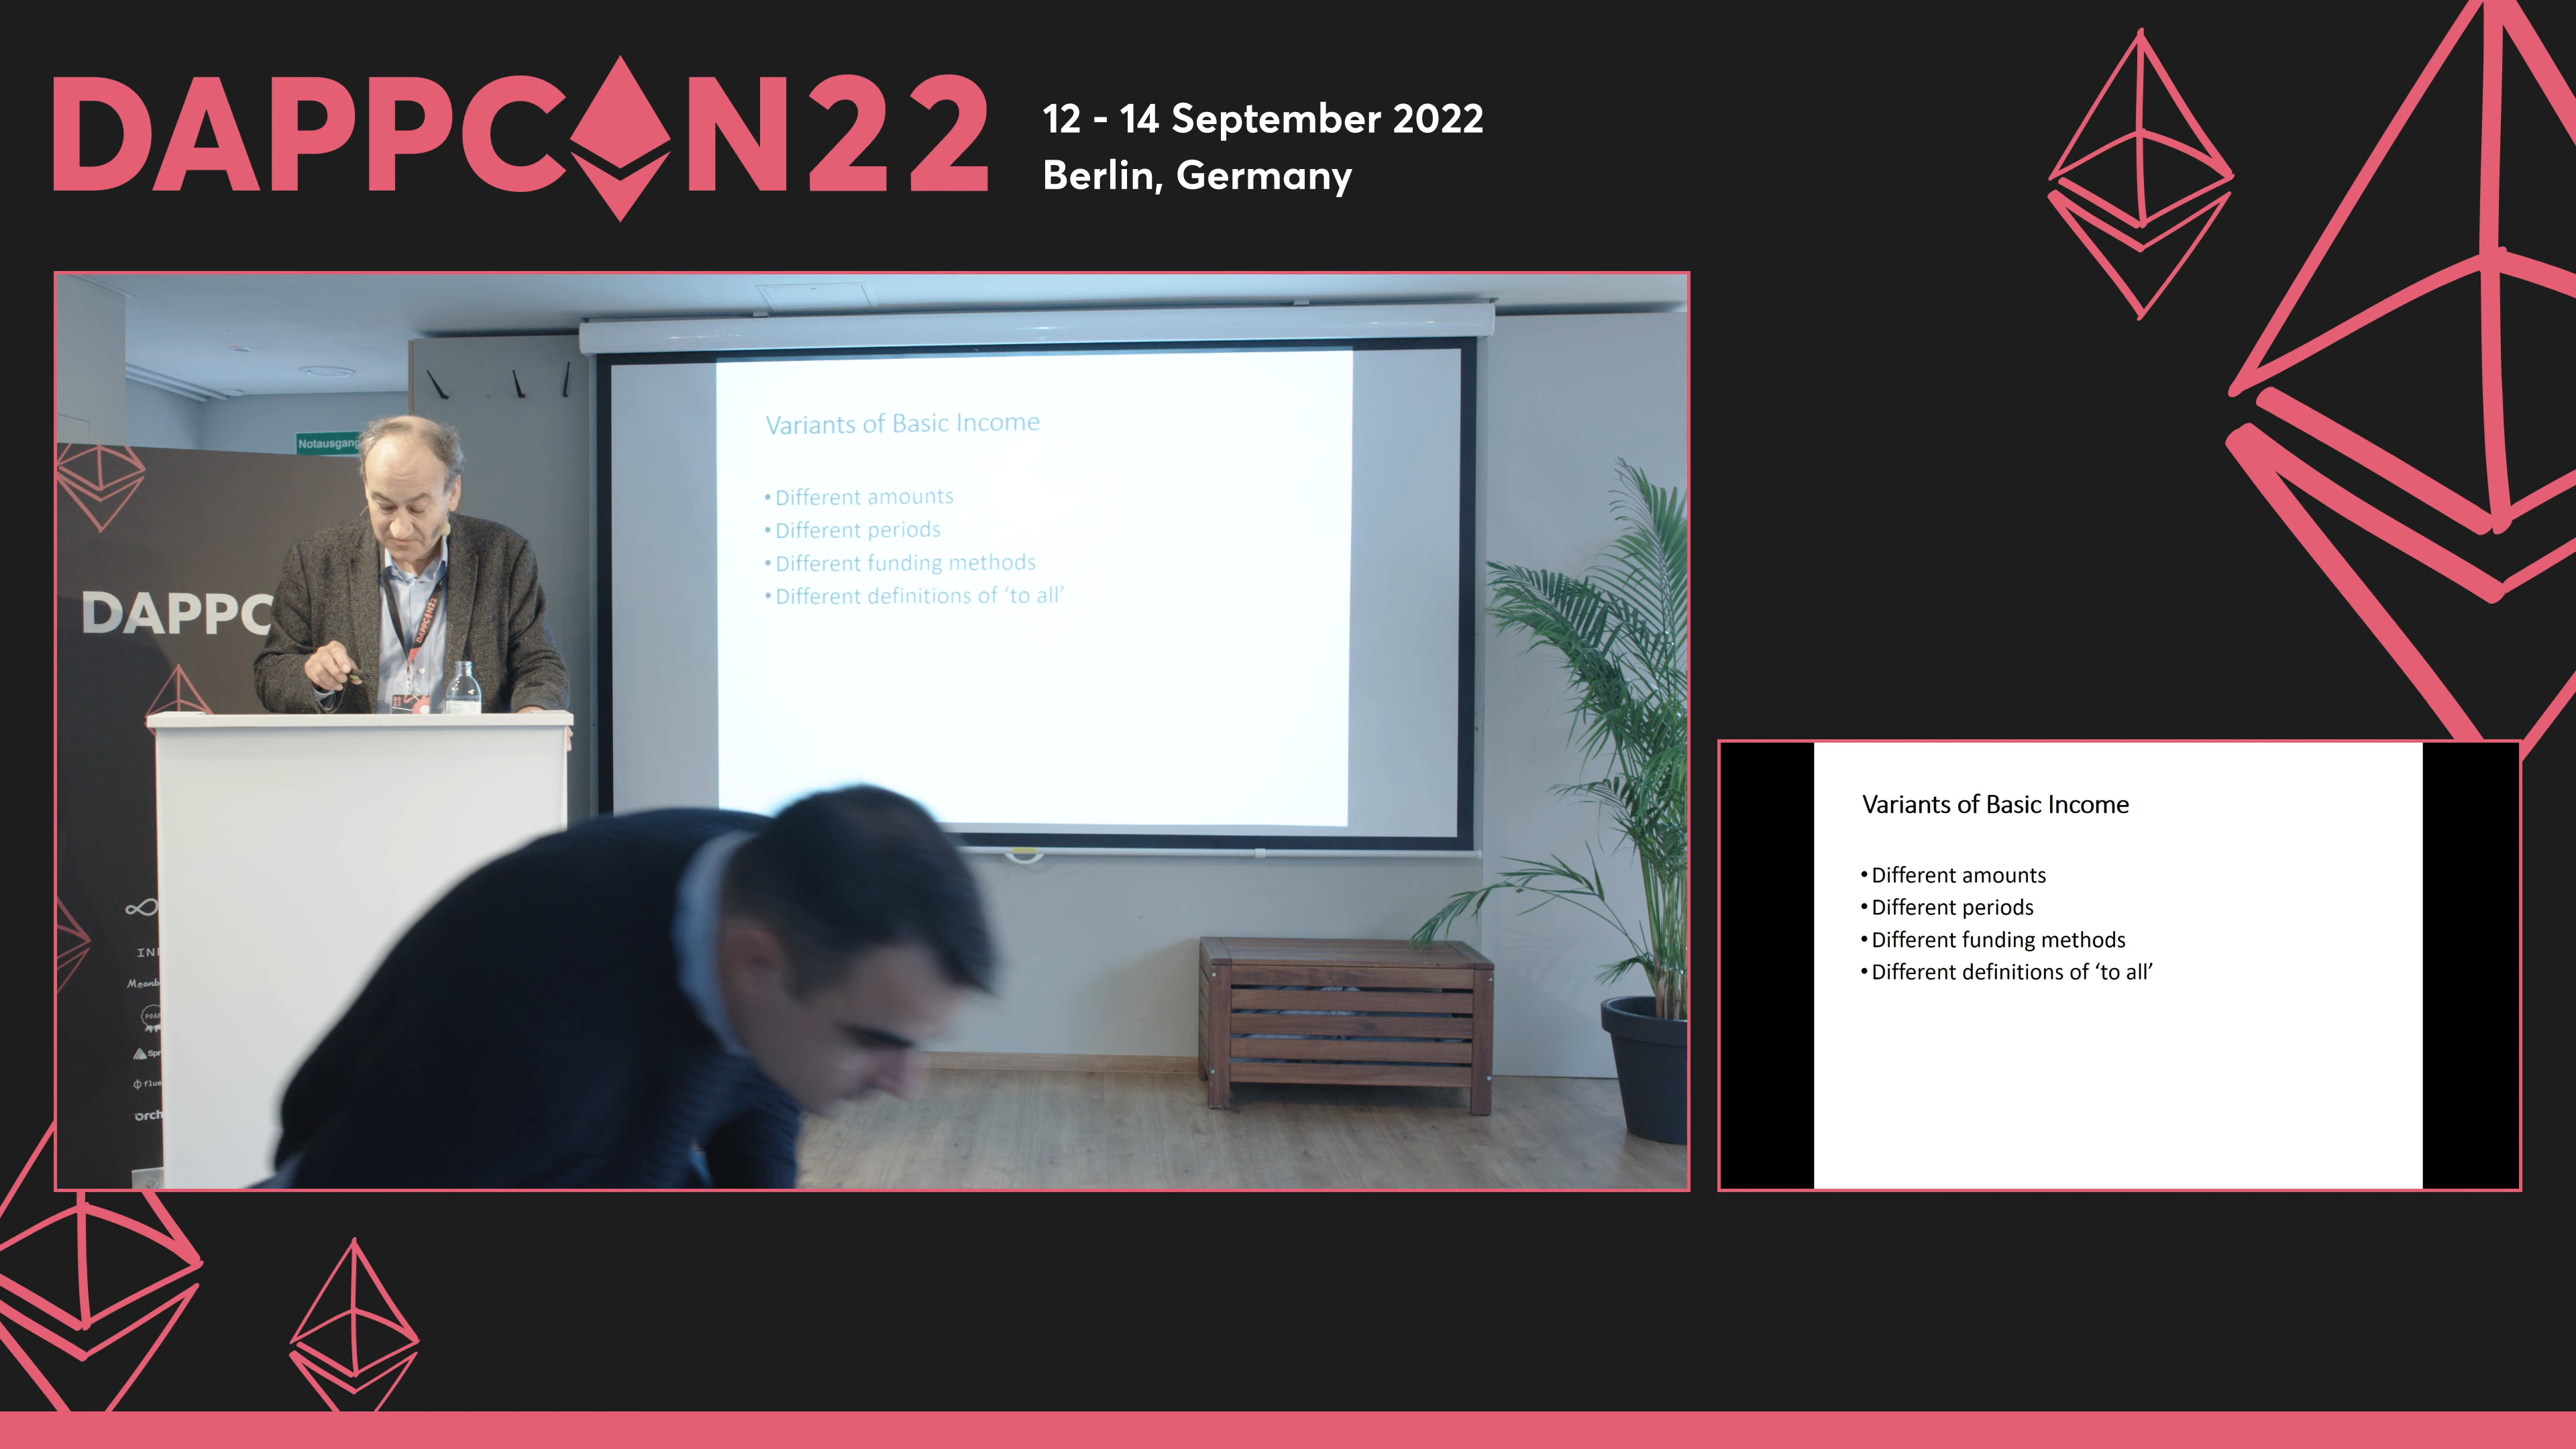 DAPPCON22
12 - 14 September 2022
Berlin, Germany
Notausgang
DAPPC
DAPPCON22
Variants of Basic Income
• Different amounts
• Different periods
• Different funding methods
• Different definitions of ‘to all’
Variants of Basic Income
• Different amounts
• Different periods
• Different funding methods
• Different definitions of ‘to all’